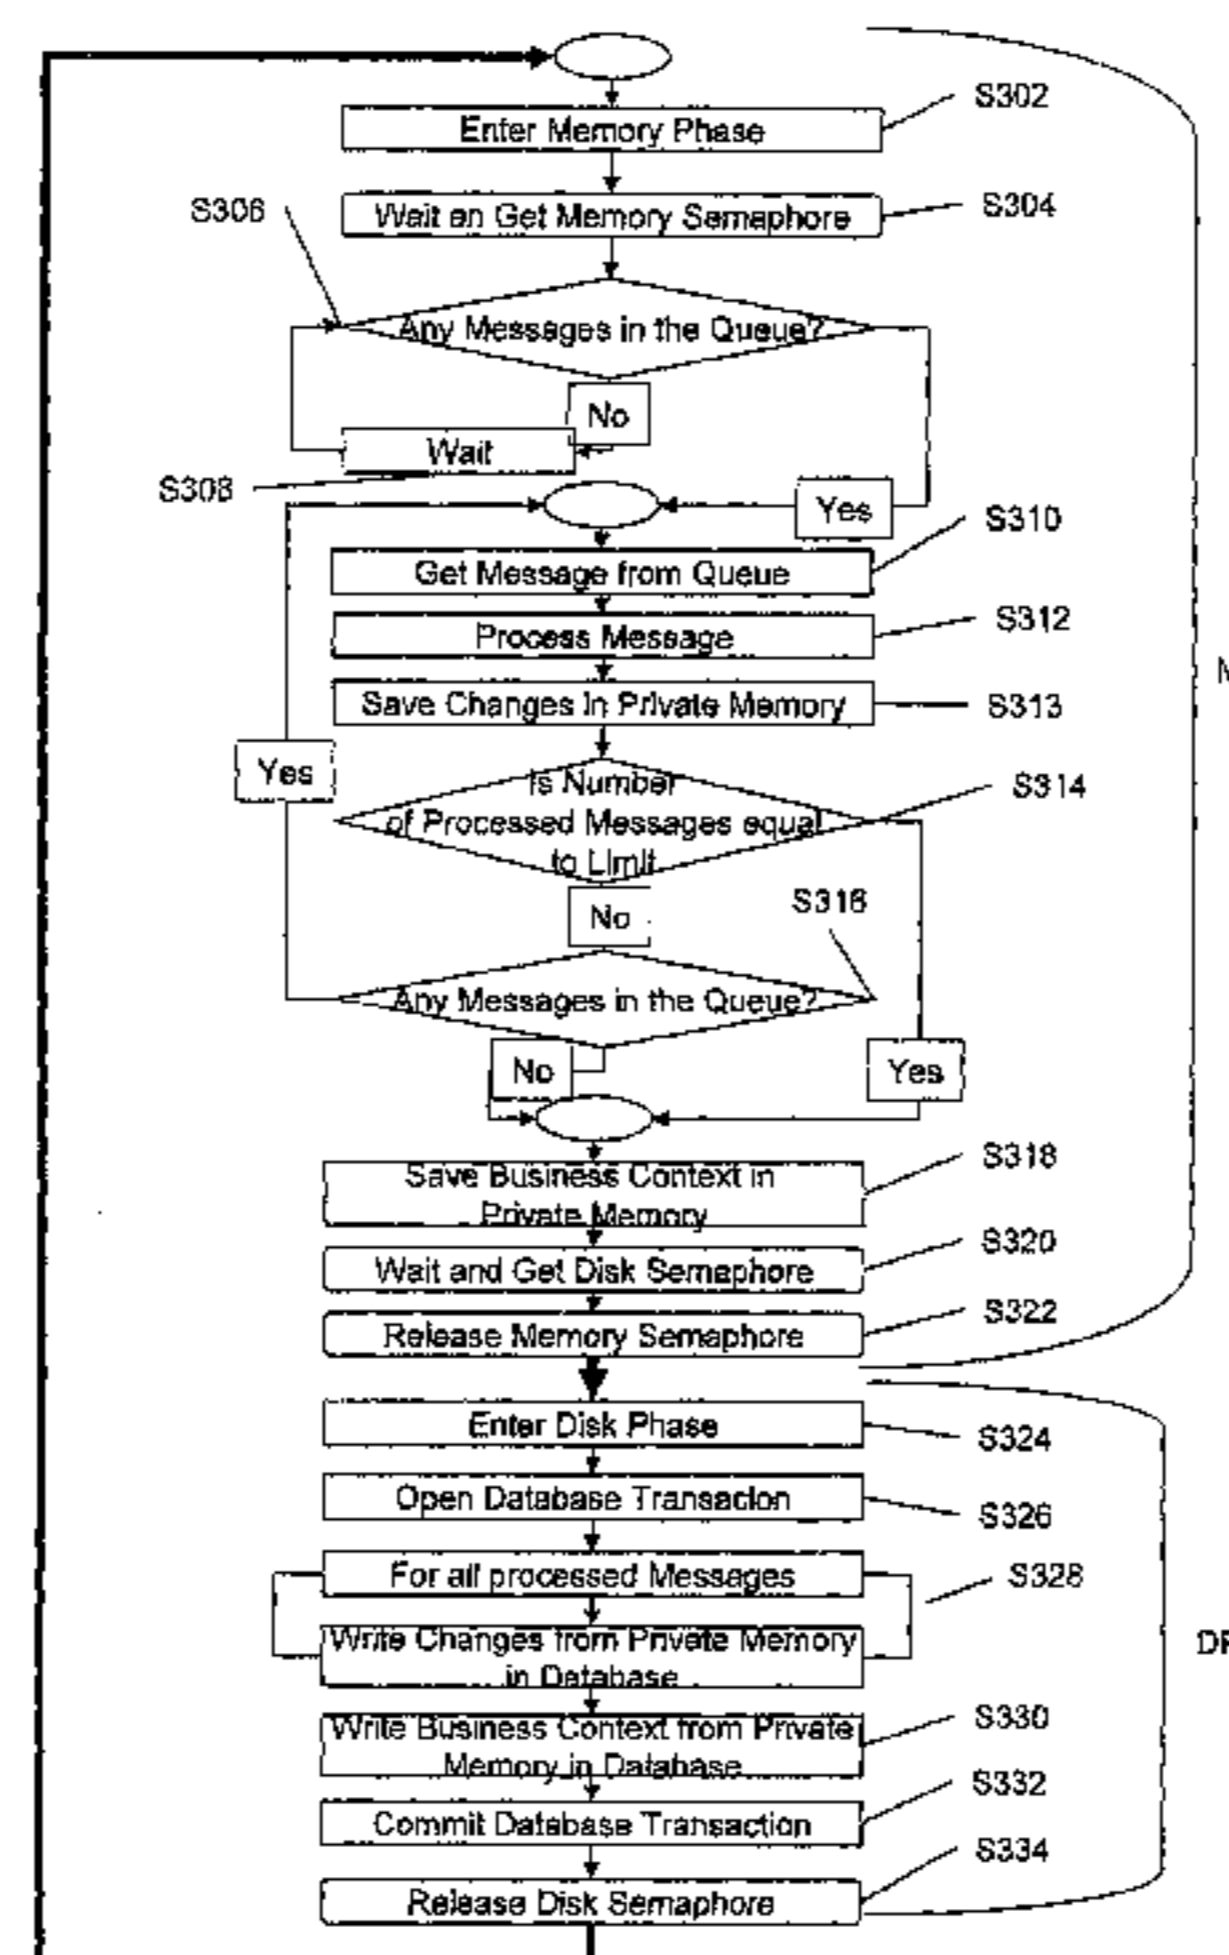 S302
Enter Memory Phase
S306
Wait an Get Memory Semaphore
S304
Any Messages in the Queue?
No
Wait
S308
Yes
S310
Get Message from Queue
S312
Process Message
Save Changes in Private Memory
S313
Yes
Is Number
of Processed Messages equal
to Limit
S314
No
S316
Any Messages in the Queue?
No
Yes
Save Business Context in
Private Memory
S318
Wait and Get Disk Semaphore
S320
Release Memory Semaphore
S322
Enter Disk Phase
S324
Open Database Transacion
S326
For all processed Messages
S328
Write Changes from Private Memory
in Database
Write Business Context from Private
Memory in Database
S330
Commit Database Transaction
S332
Release Disk Semaphore
S334